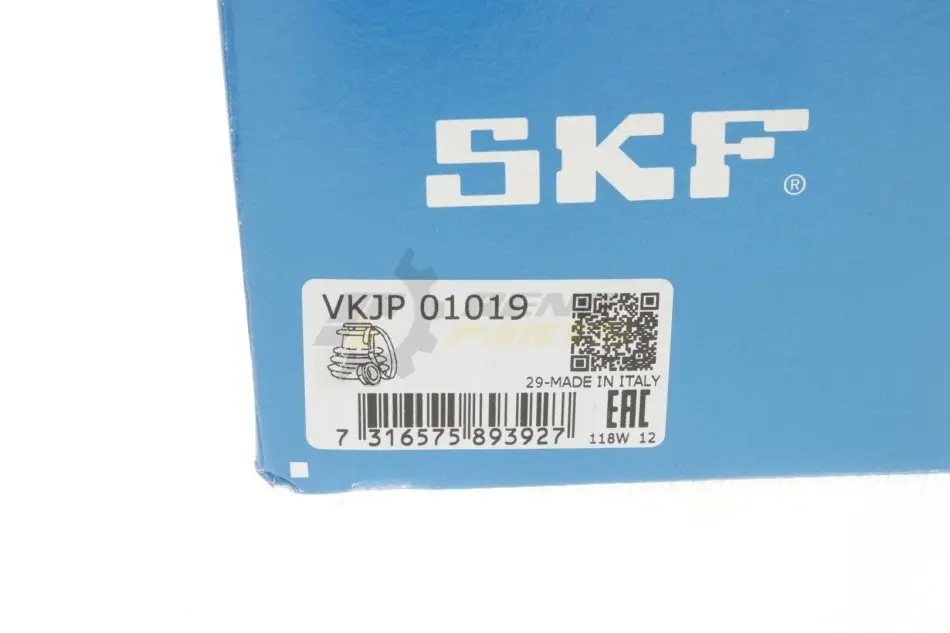 SKF®
VKJP 01019
29-MADE IN ITALY
EAC
7 316575 893927
118W 12